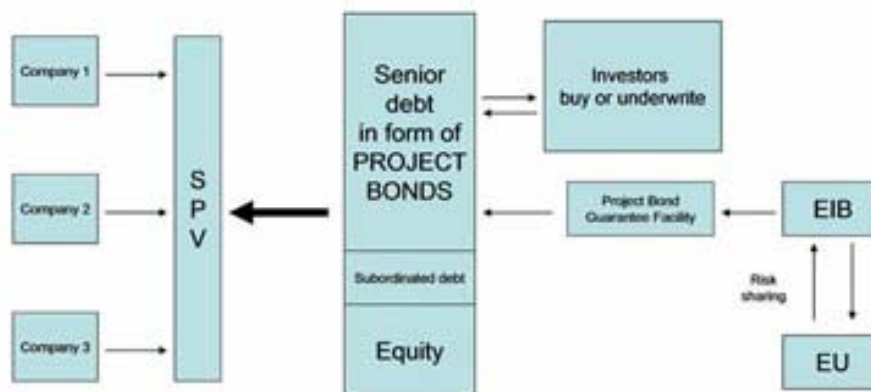 Company 1
Company 2
Company 3
S
P
V
Senior
debt
in form of
PROJECT
BONDS
Subordinated debt
Equity
Investors
buy or underwrite
Project Bond
Guarantee Facility
EIB
Risk
sharing
EU